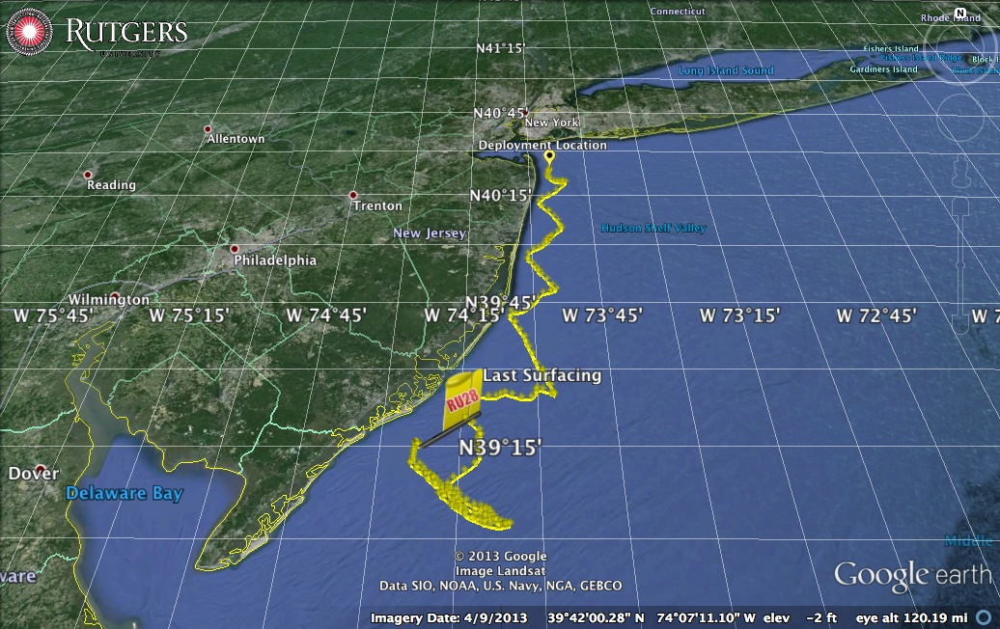 RUTGERS
UNIVERSITY
Connecticut
Rhode Island
N
N41°15'
Fishers Island
Fishers Island Ridge
Long Island Sound
Gardiners Island
N40°45'
New York
Allentown
Deployment Location
Reading
N40°15'
Trenton
Hudson Shelf Valley
New Jersey
Philadelphia
Wilmington
N39°45'
W 75°45'
W 75°15'
W 74°45'
W 74°15'
W 73°45'
W 73°15'
W 72°45'
W 7
Last Surfacing
RU28
N39°15'
Dover
Delaware Bay
Middle
ware
© 2013 Google
Image Landsat
Data SIO, NOAA, U.S. Navy, NGA, GEBCO
Google earth
Imagery Date: 4/9/2013 39°42'00.28" N 74°07'11.10" W elev -2 ft eye alt 120.19 mi